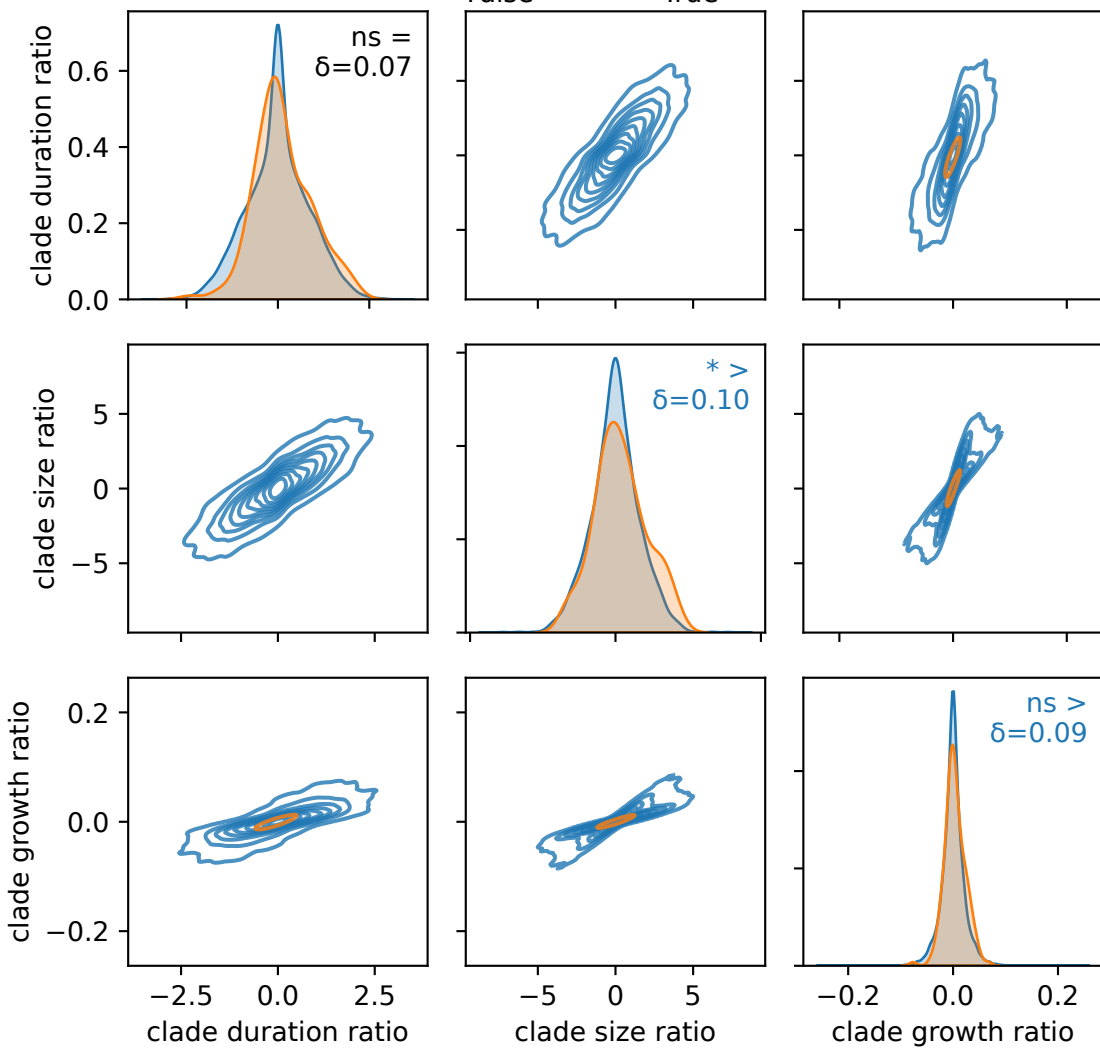 ns =
δ=0.07
clade duration ratio
0.6
0.4
0.2
0.0
* >
δ=0.10
clade size ratio
5
0
−5
ns >
δ=0.09
clade growth ratio
0.2
0.0
−0.2
−2.5 0.0 2.5 −5 0 5 −0.2 0.0 0.2
clade duration ratio clade size ratio clade growth ratio